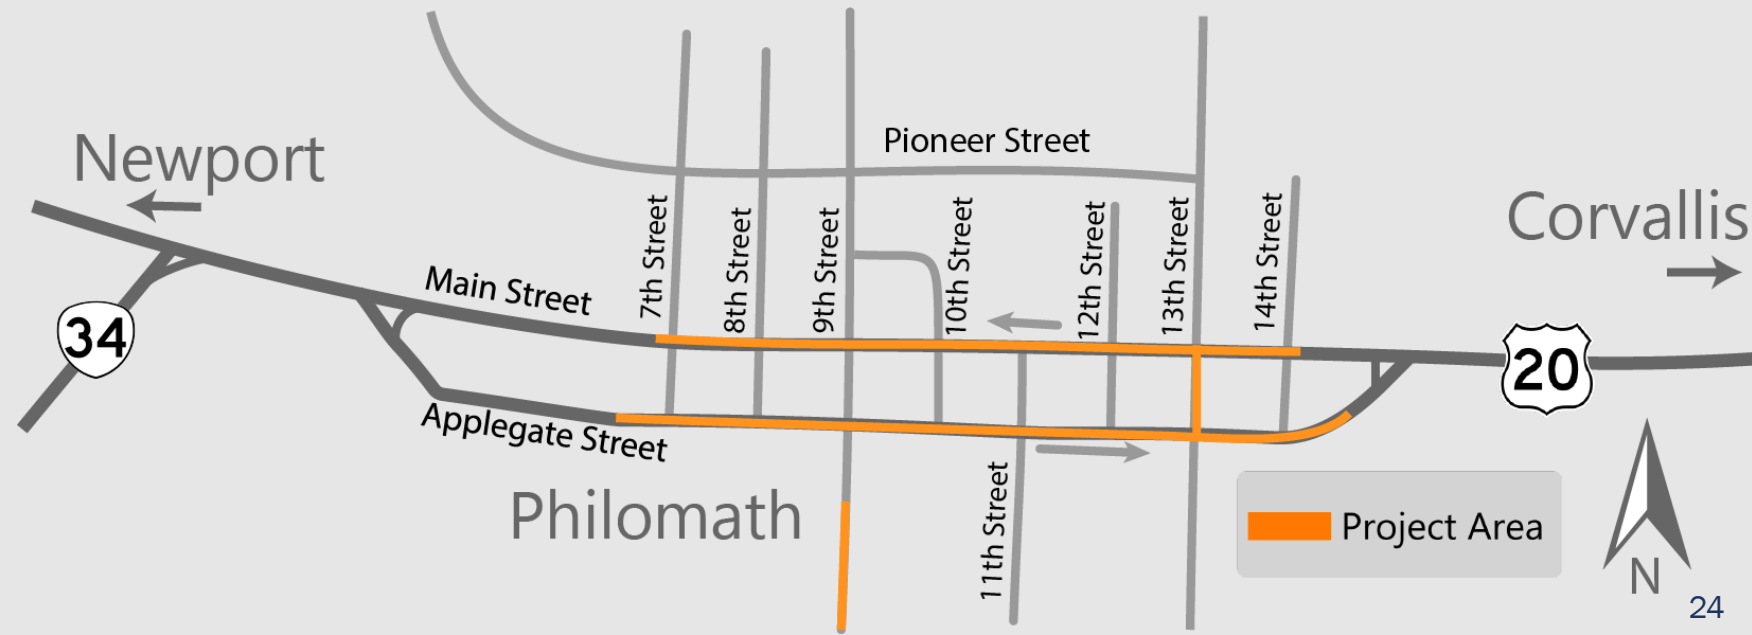 Newport
34
Main Street
Applegate Street
Philomath
Pioneer Street
7th Street
8th Street
9th Street
10th Street
11th Street
12th Street
13th Street
14th Street
Corvallis
20
Project Area
N
24